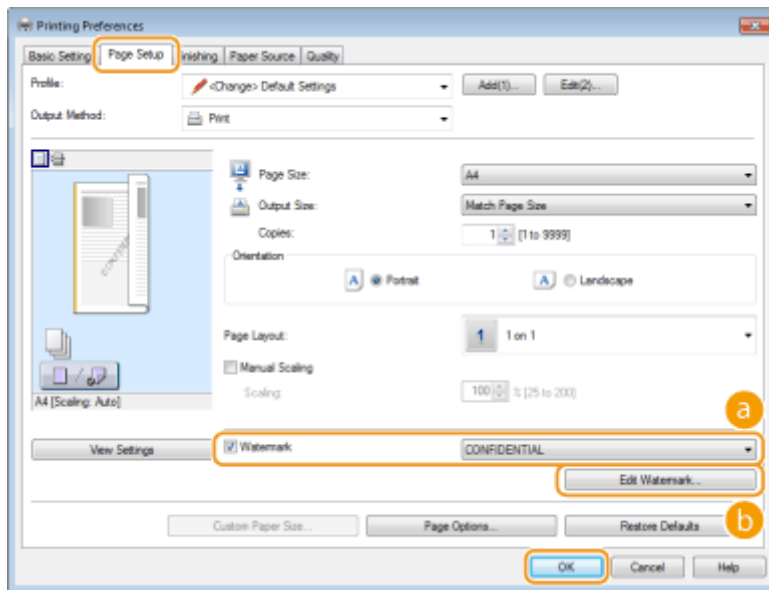 Printing Preferences
Basic Setting Page Setup inishing Paper Source Quality
Profile: <Change> Default Settings Add(1)... Edit(2)...
Output Method: Print
Page Size: A4
Output Size: Match Page Size
Copies: 1 [1 to 9999]
Orientation
A Portrait A Landscape
CONFIDE
Page Layout: 1 1 on 1
Manual Scaling
Scaling: 100 % [25 to 200]
A4 [Scaling: Auto]
a
View Settings Watermark CONFIDENTIAL
Edit Watermark...
b
Custom Paper Size... Page Options... Restore Defaults
OK Cancel Help